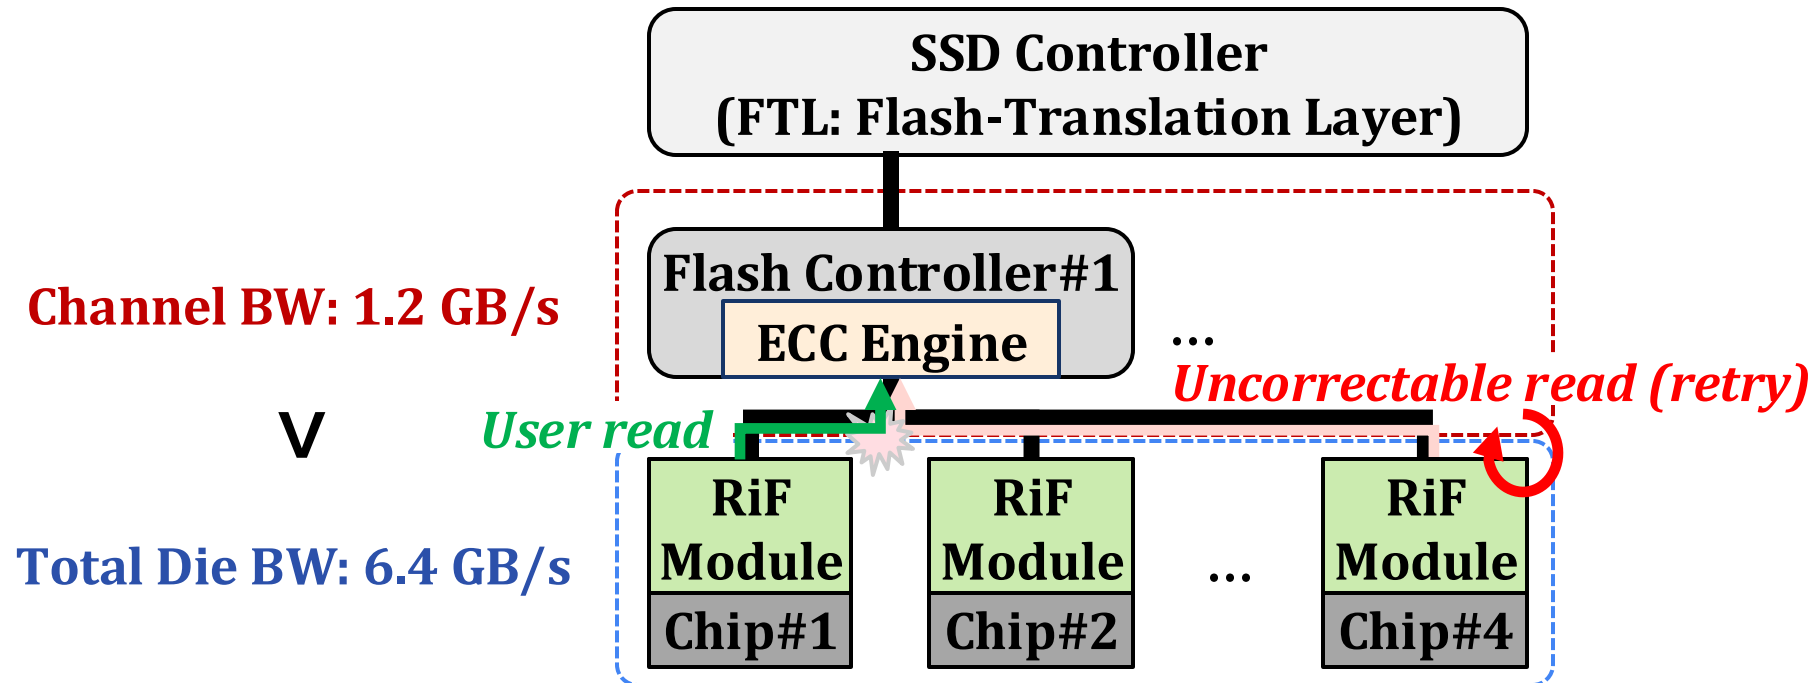 SSD Controller
(FTL: Flash-Translation Layer)
Flash Controller#1
Channel BW: 1.2 GB/s
ECC Engine
...
Uncorrectable read (retry)
V
User read
RiF
Module
RiF
Module
RiF
Module
Total Die BW: 6.4 GB/s
...
Chip#1
Chip#2
Chip#4